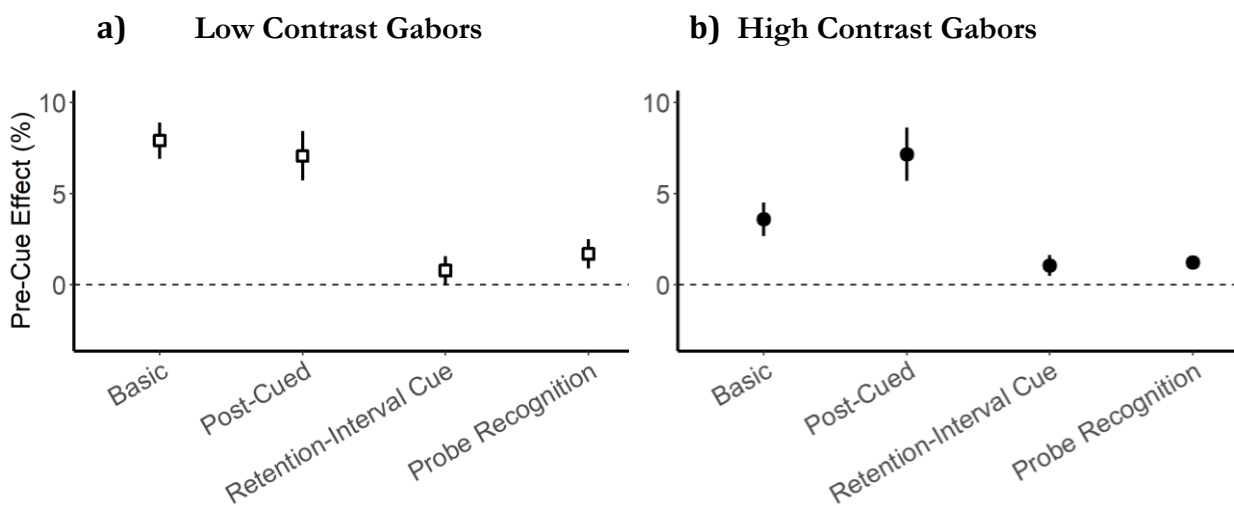 a) Low Contrast Gabors
b) High Contrast Gabors
Pre-Cue Effect (%)
10
5
0
Basic
Post-Cued
Retention-Interval Cue
Probe Recognition
10
5
0
Basic
Post-Cued
Retention-Interval Cue
Probe Recognition